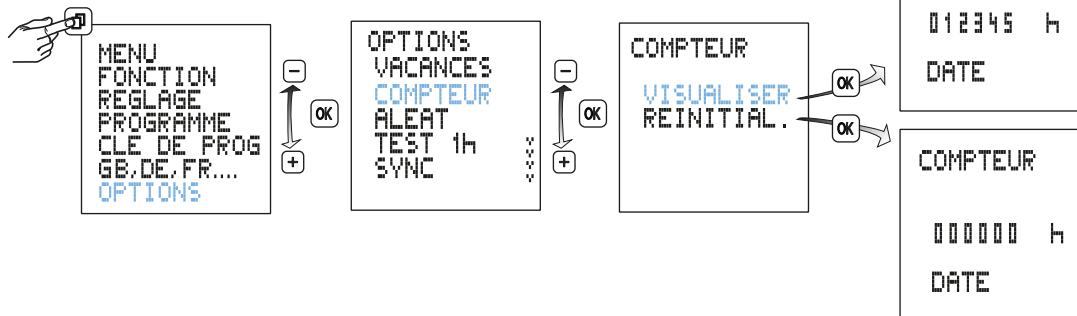 MENU
FONCTION
REGLAGE
PROGRAMME
CLE DE PROG
GB,DE,FR....
OPTIONS
-
OK
+
OPTIONS
VACANCES
COMPTEUR
ALEAT
TEST 1h
SYNC
-
OK
+
COMPTEUR
VISUALISER
REINITIAL.
OK
OK
012345 h
DATE
COMPTEUR
000000 h
DATE